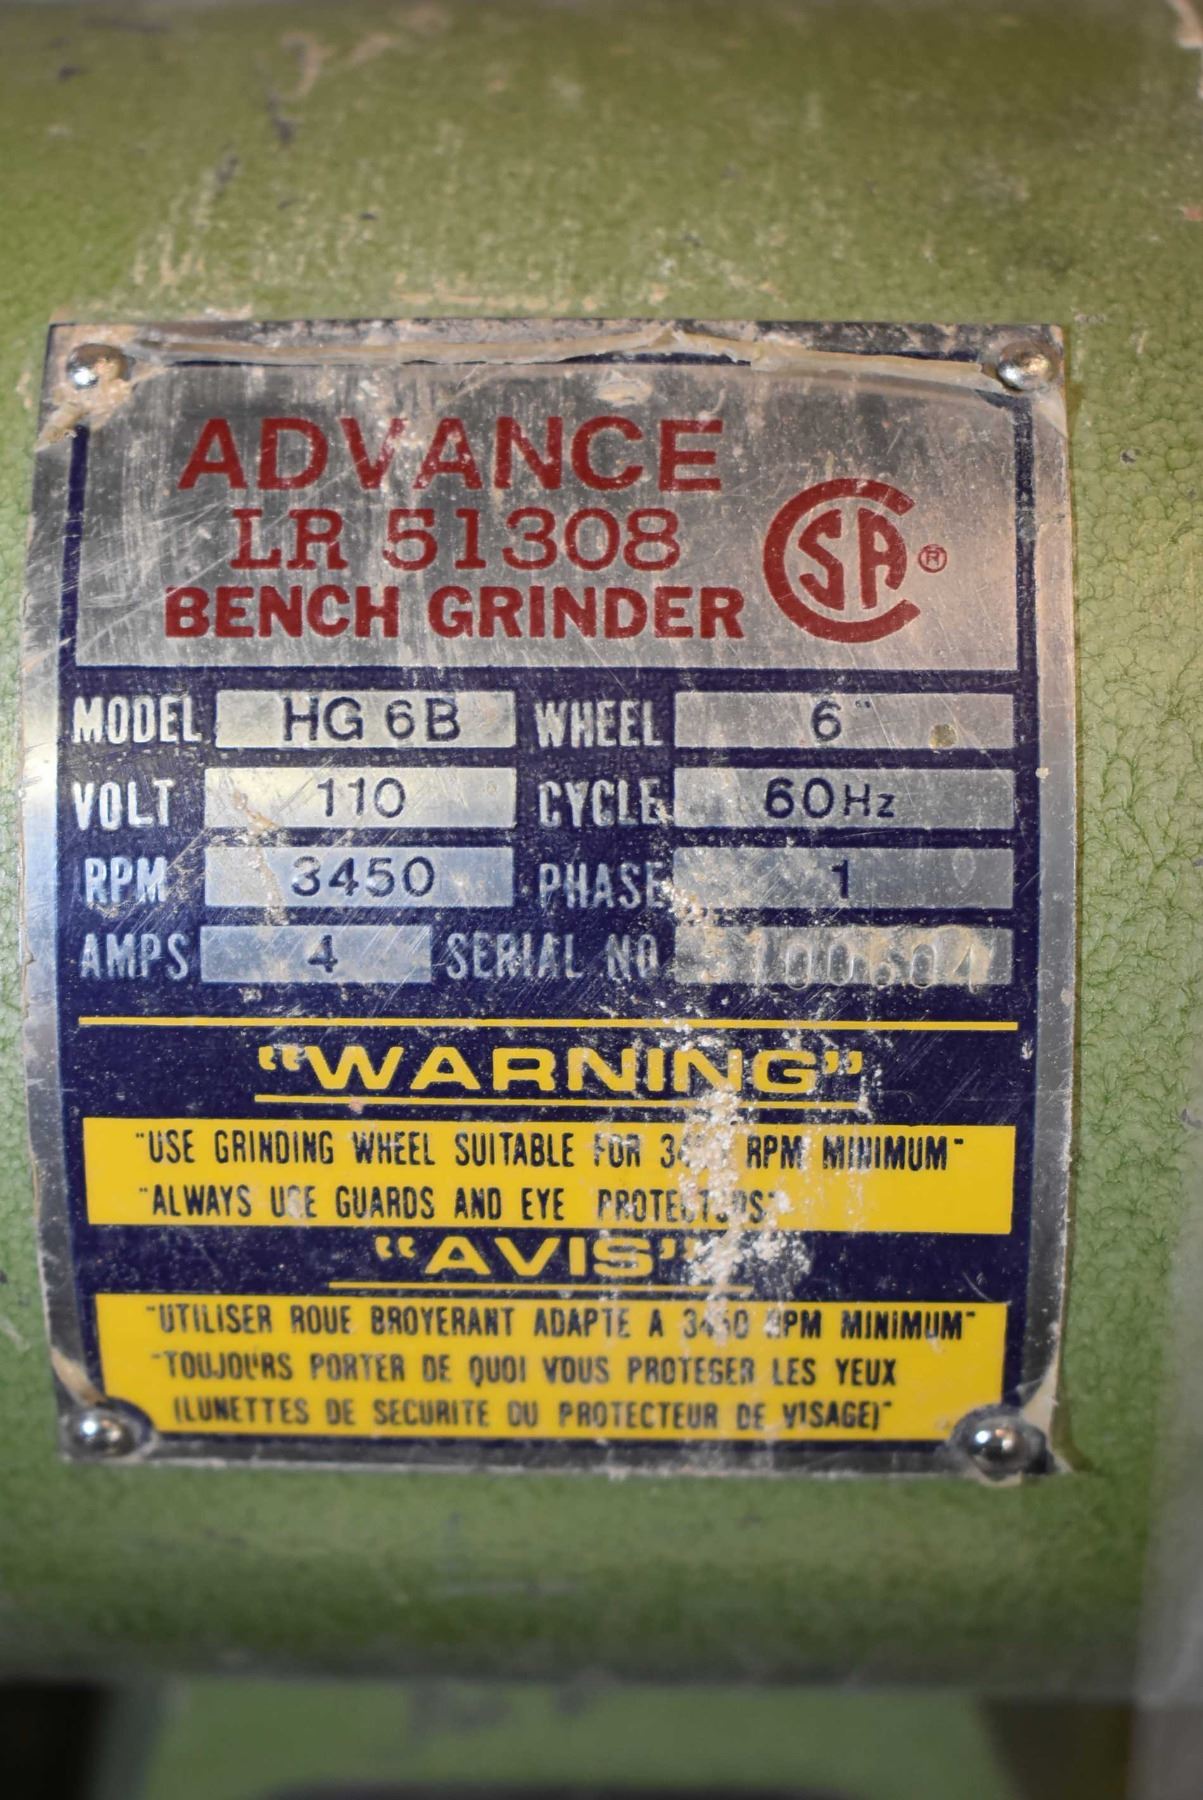 ADVANCE
LR 51308
BENCH GRINDER
CSA ®
MODEL HG 6B WHEEL 6"
VOLT 110 CYCLE 60Hz
RPM 3450 PHASE 1
AMPS 4 SERIAL NO
"WARNING"
"USE GRINDING WHEEL SUITABLE FOR RPM MINIMUM"
"ALWAYS USE GUARDS AND EYE PROTECTORS"
"AVIS"
"UTILISER ROUE BROYERANT ADAPTE A 3450 RPM MINIMUM"
"TOUJOURS PORTER DE QUOI VOUS PROTEGER LES YEUX
(LUNETTES DE SECURITE OU PROTECTEUR DE VISAGE)"